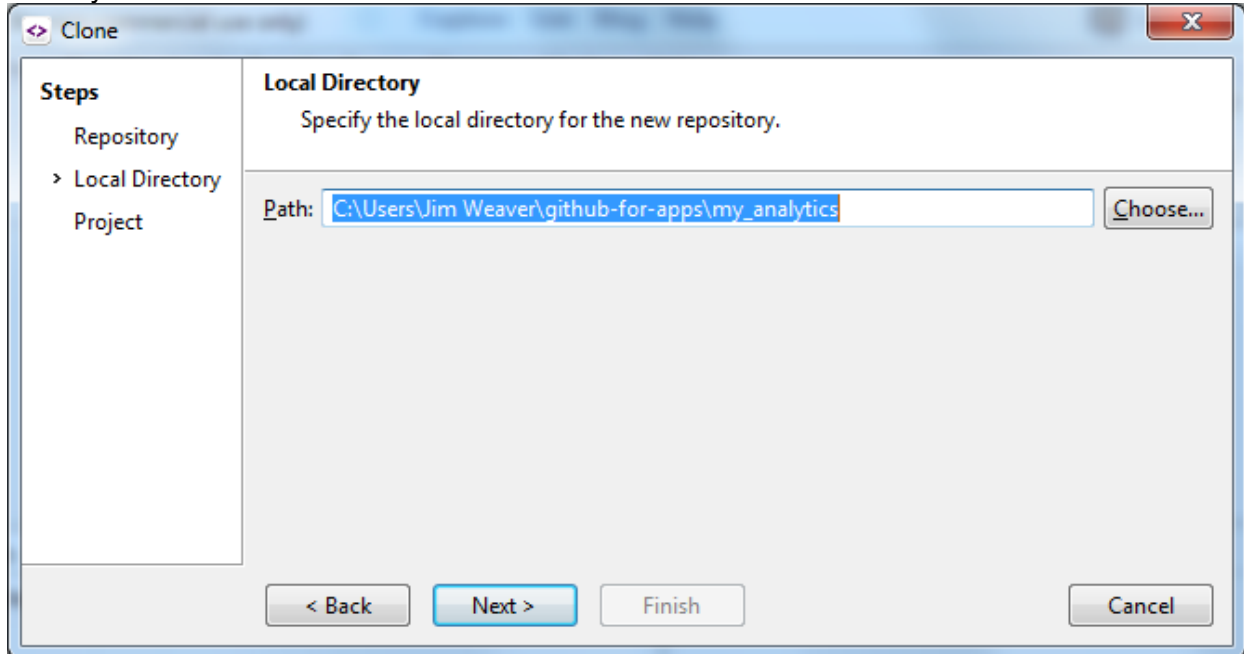 Clone
X
Steps
Repository
> Local Directory
Project
Local Directory
Specify the local directory for the new repository.
Path: C:\Users\Jim Weaver\github-for-apps\my_analytics Choose...
< Back Next > Finish Cancel